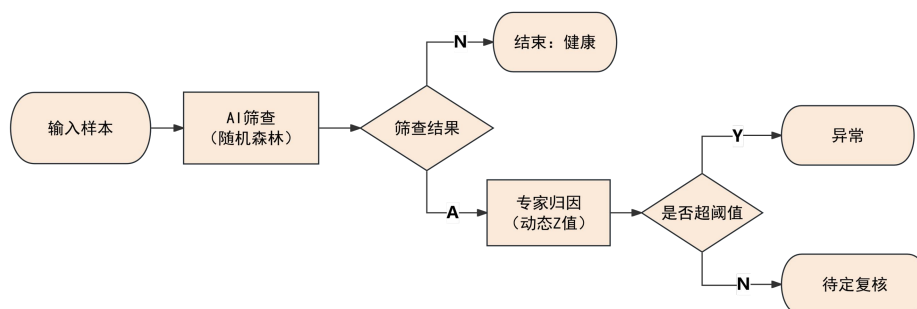 输入样本
AI筛查
（随机森林）
筛查结果
N
结束：健康
A
专家归因
（动态Z值）
是否超阈值
Y
异常
N
待定复核